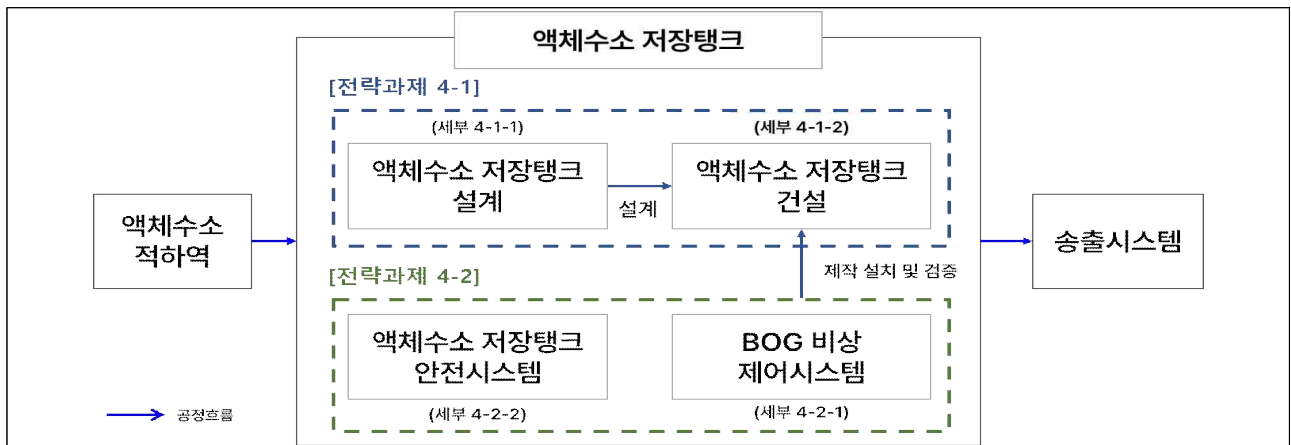 액체수소 저장탱크
[전략과제 4-1]
(세부 4-1-1)
(세부 4-1-2)
액체수소 저장탱크
설계
설계
액체수소 저장탱크
건설
액체수소
적하역
송출시스템
제작 설치 및 검증
[전략과제 4-2]
액체수소 저장탱크
안전시스템
BOG 비상
제어시스템
(세부 4-2-2)
(세부 4-2-1)
공정흐름